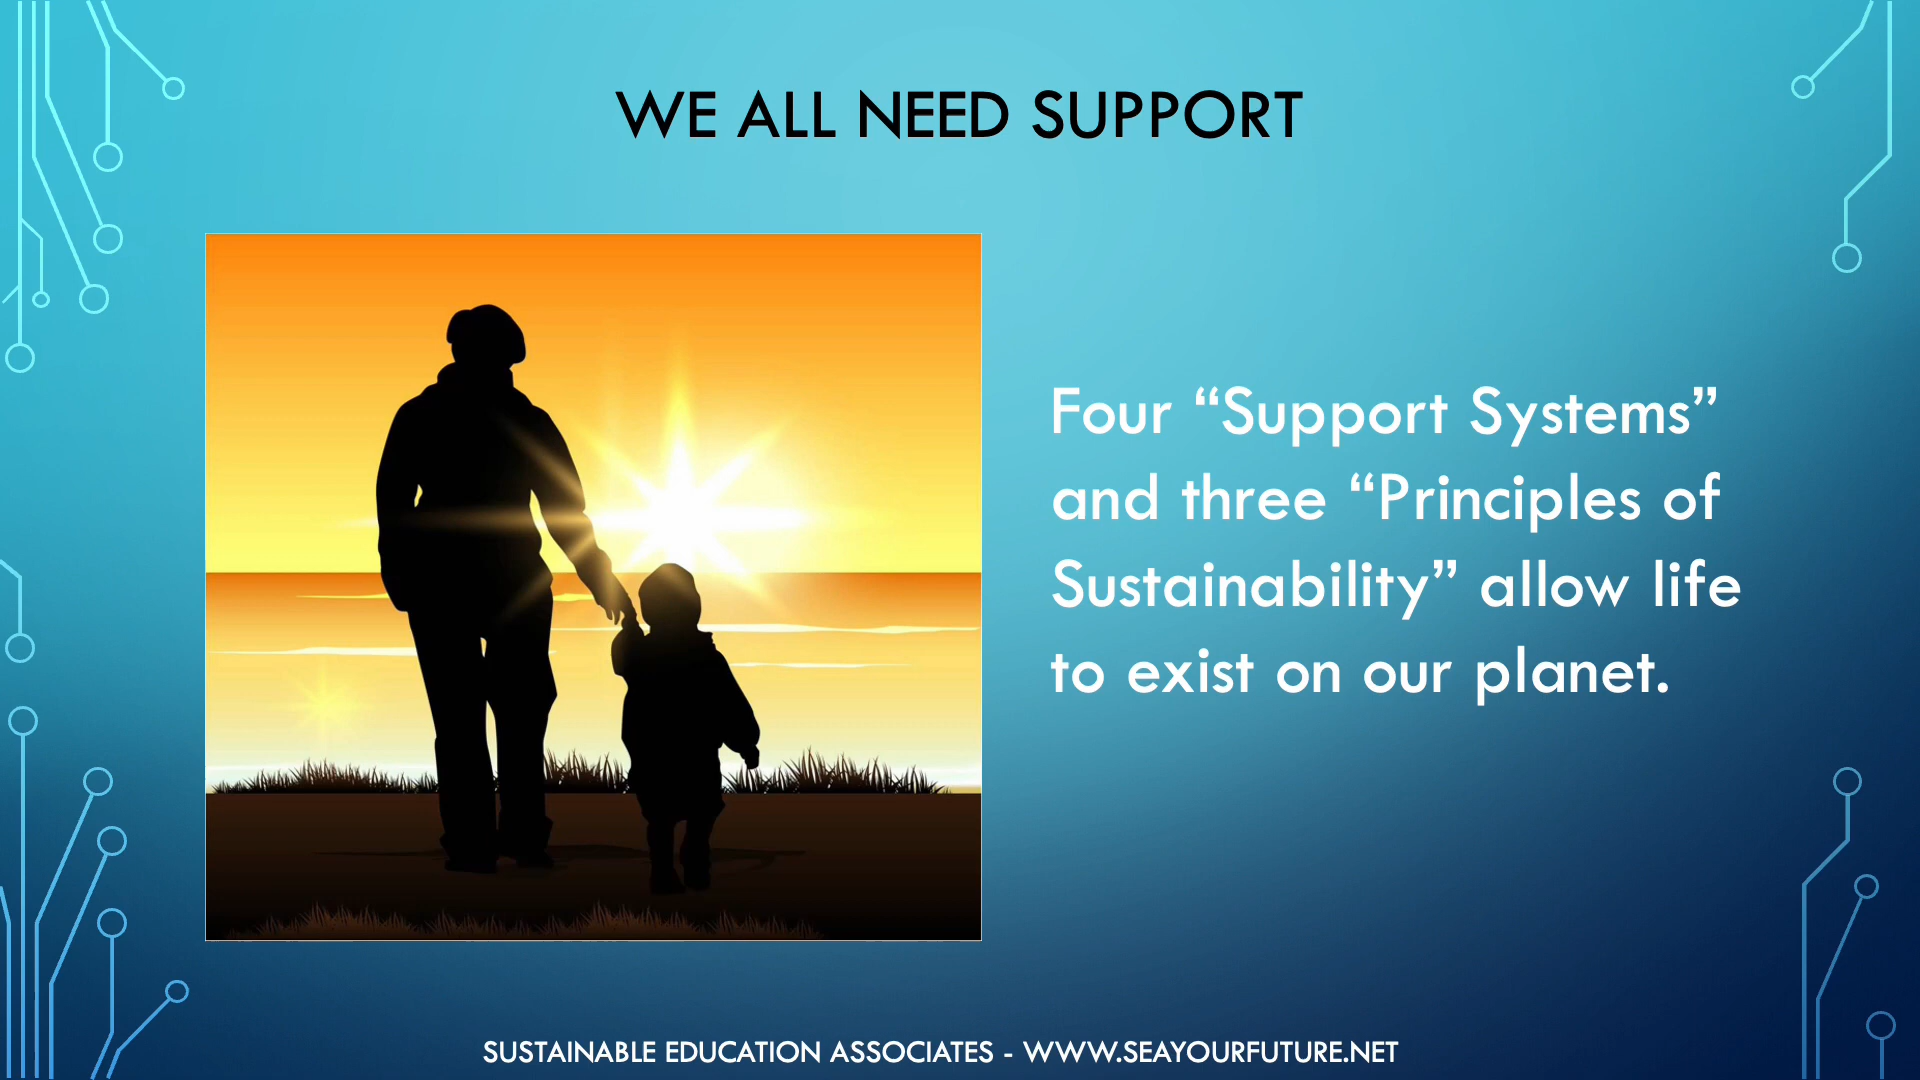 WE ALL NEED SUPPORT
Four “Support Systems”
and three “Principles of
Sustainability” allow life
to exist on our planet.
SUSTAINABLE EDUCATION ASSOCIATES - WWW.SEAYOURFUTURE.NET